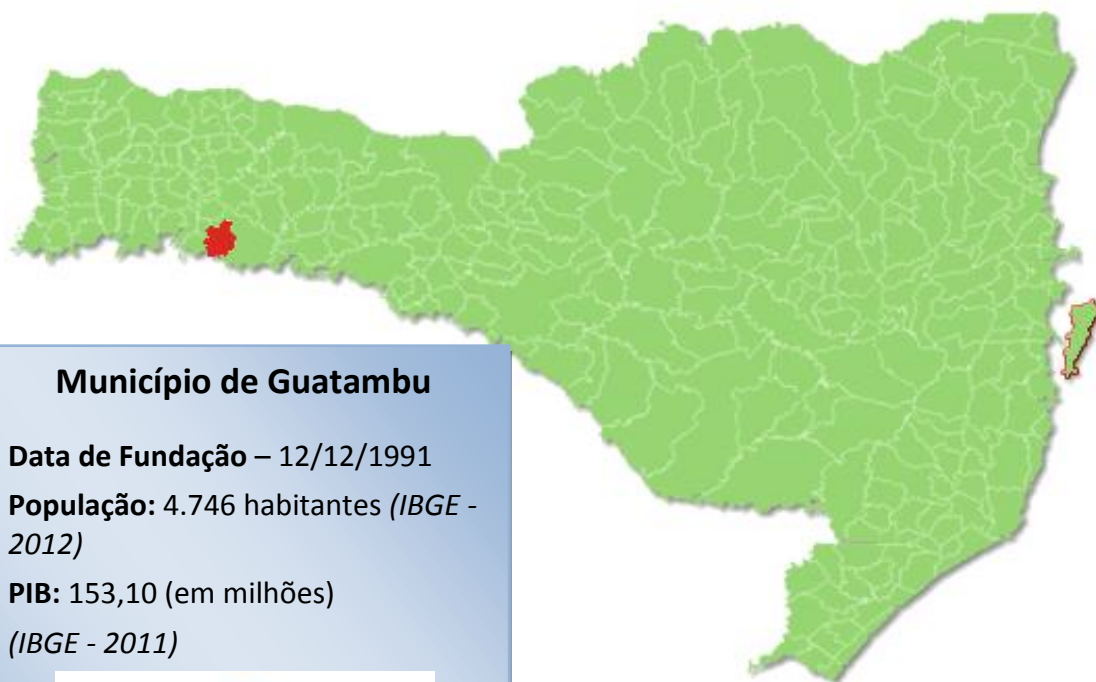 Município de Guatambu
Data de Fundação – 12/12/1991
População: 4.746 habitantes (IBGE -
2012)
PIB: 153,10 (em milhões)
(IBGE - 2011)